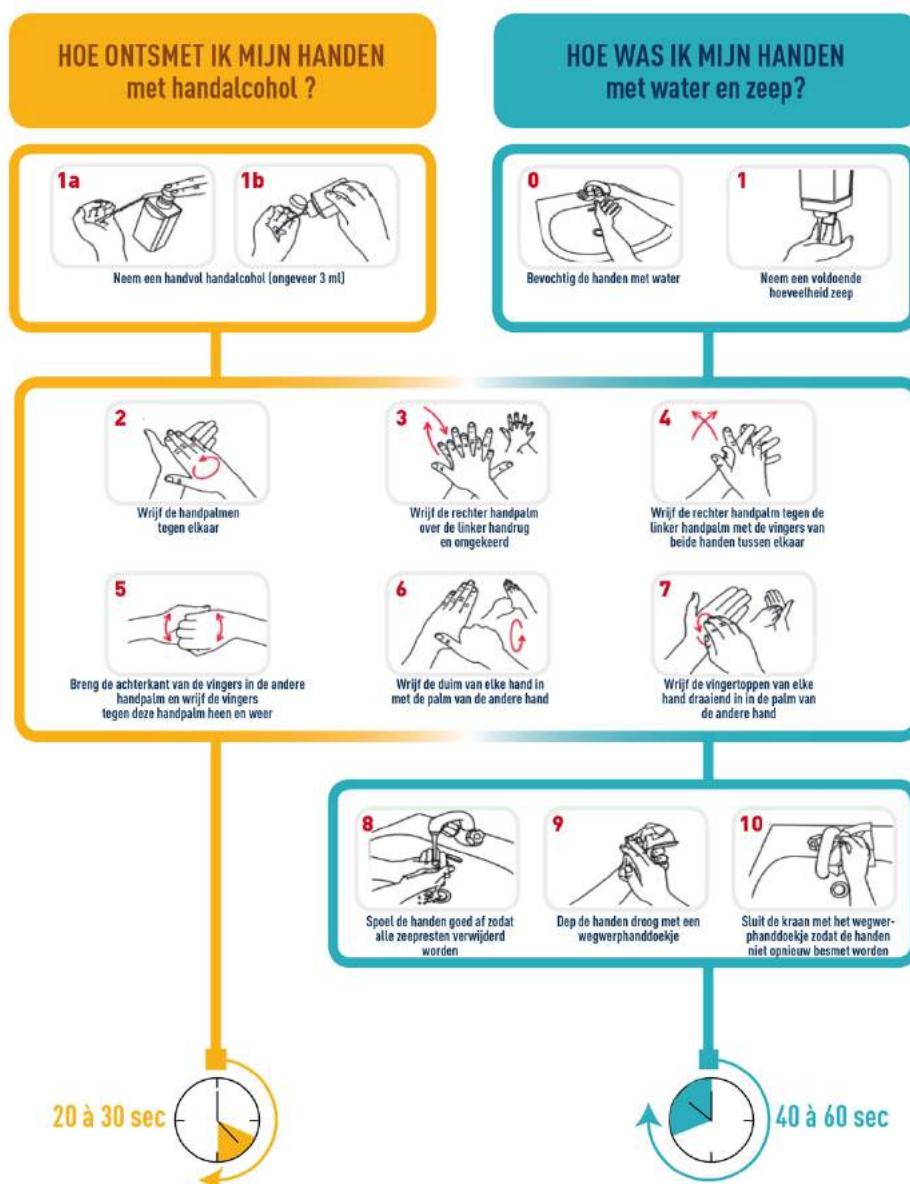 HOE ONTSMET IK MIJN HANDEN
met handalcohol ?
HOE WAS IK MIJN HANDEN
met water en zeep?
1a
1b
Neem een handvol handalcohol (ongeveer 3 ml)
0
Bevochtig de handen met water
1
Neem een voldoende
hoeveelheid zeep
2
Wrijf de handpalmen
tegen elkaar
3
Wrijf de rechter handpalm
over de linker handrug
en omgekeerd
4
Wrijf de rechter handpalm tegen de
linker handpalm met de vingers van
beide handen tussen elkaar
5
Breng de achterkant van de vingers in de andere
handpalm en wrijf de vingers
tegen deze handpalm heen en weer
6
Wrijf de duim van elke hand in
met de palm van de andere hand
7
Wrijf de vingertoppen van elke
hand draaiend in in de palm van
de andere hand
8
Spoel de handen goed af zodat
alle zeepresten verwijderd
worden
9
Dep de handen droog met een
wegwerphanddoekje
10
Sluit de kraan met het wegwer-
phanddoekje zodat de handen
niet opnieuw besmet worden
20 à 30 sec
40 à 60 sec